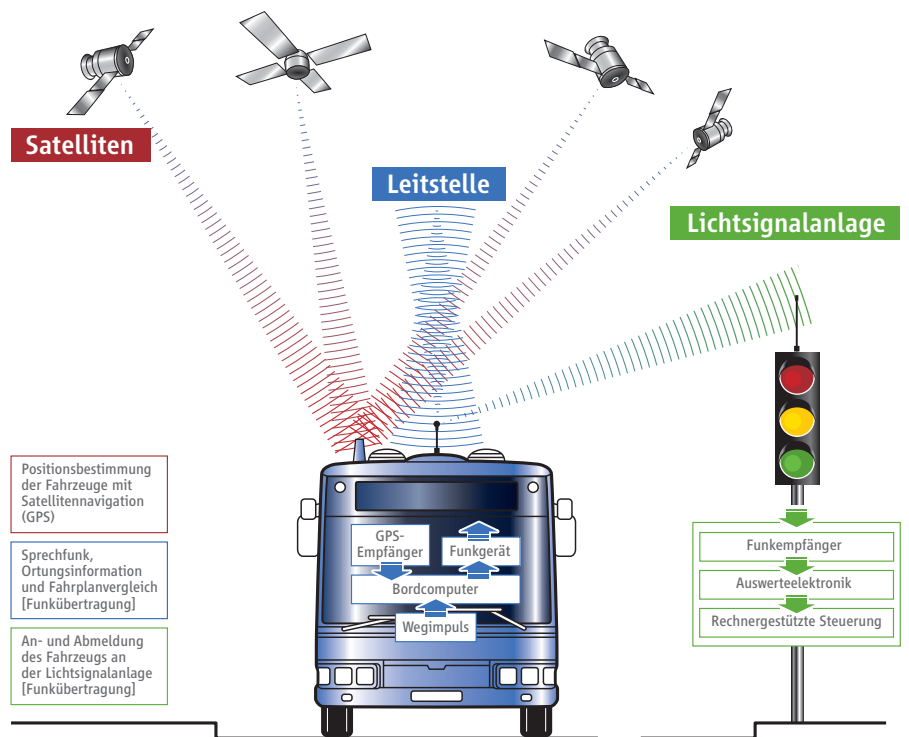 Satelliten
Leitstelle
Lichtsignalanlage
Positionsbestimmung
der Fahrzeuge mit
Satellitennavigation
(GPS)
Sprechfunk,
Ortungsinformation
und Fahrplanvergleich
[Funkübertragung]
An- und Abmeldung
des Fahrzeugs an
der Lichtsignalanlage
[Funkübertragung]
GPS-
Empfänger
Funkgerät
Bordcomputer
Wegimpuls
Funkempfänger
Auswerteelektronik
Rechnergestützte Steuerung